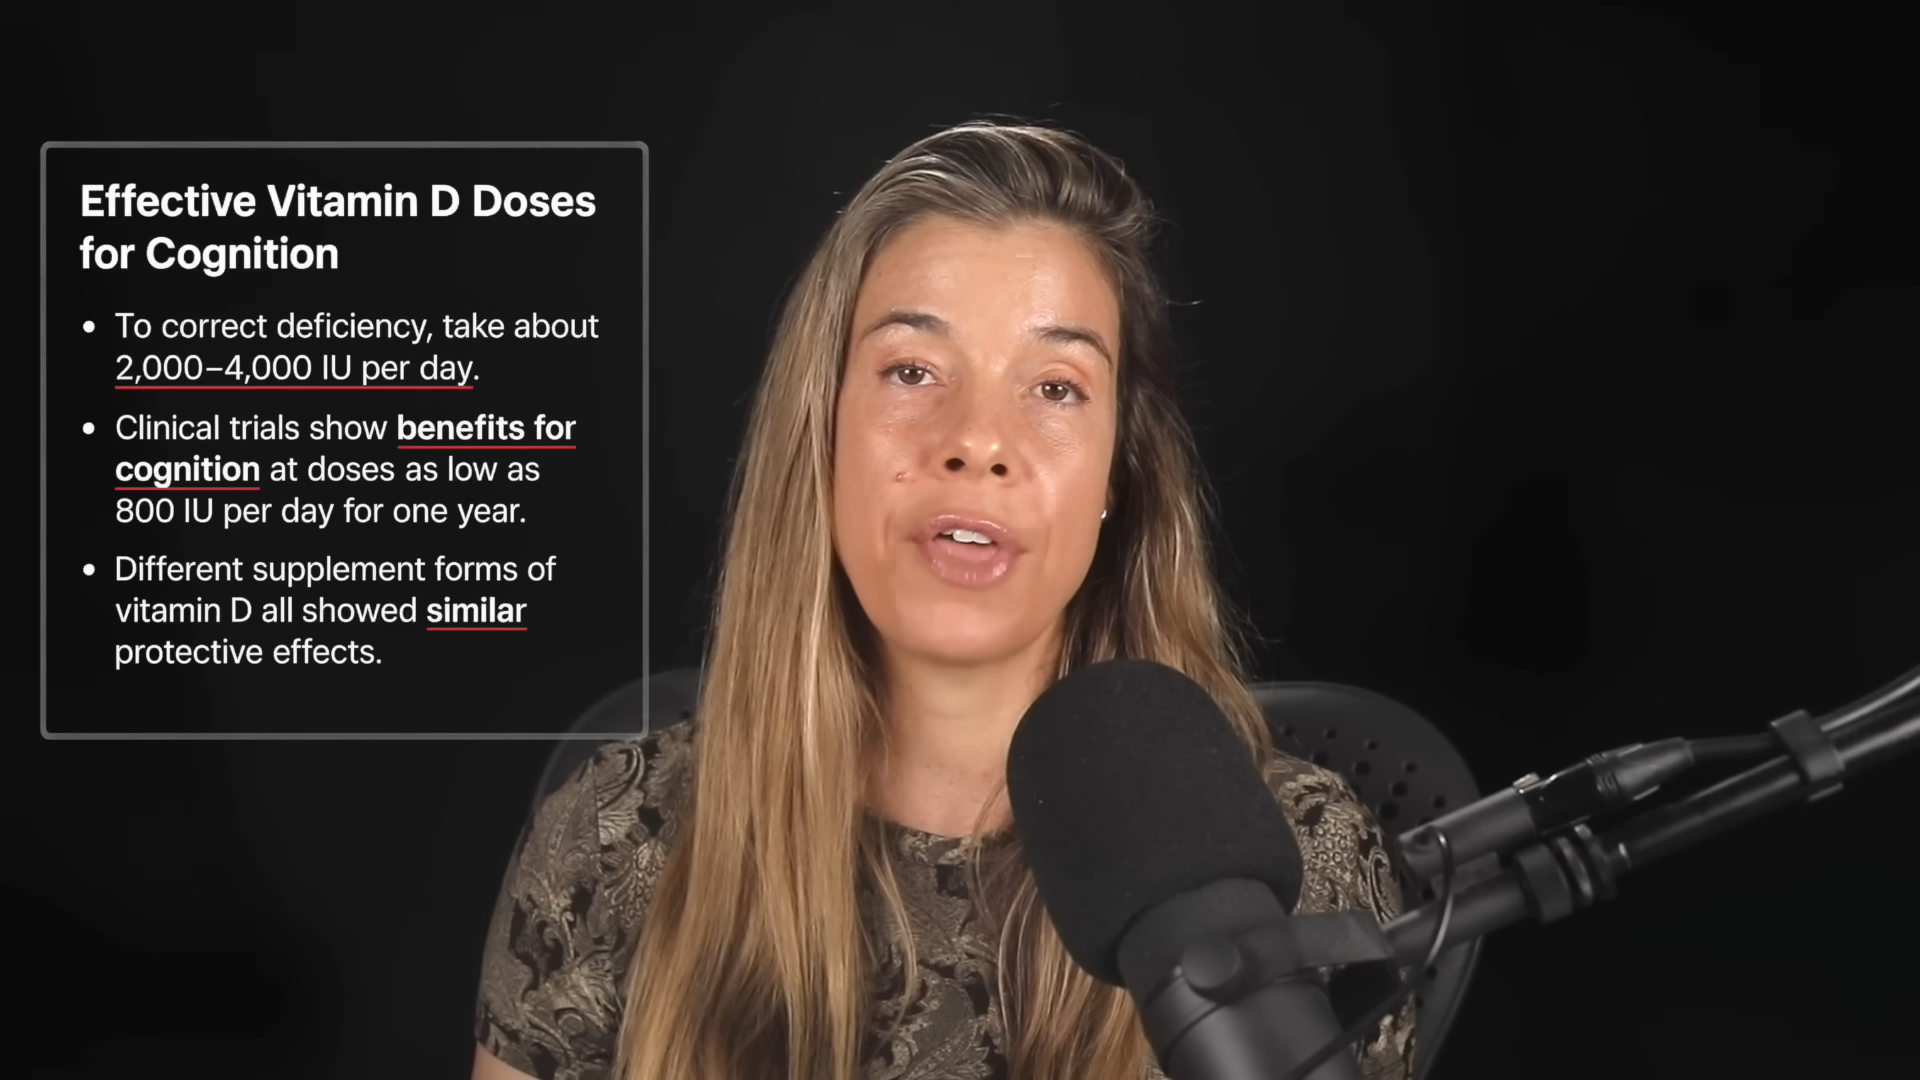 Effective Vitamin D Doses
for Cognition
• To correct deficiency, take about
2,000–4,000 IU per day.
• Clinical trials show benefits for
cognition at doses as low as
800 IU per day for one year.
• Different supplement forms of
vitamin D all showed similar
protective effects.